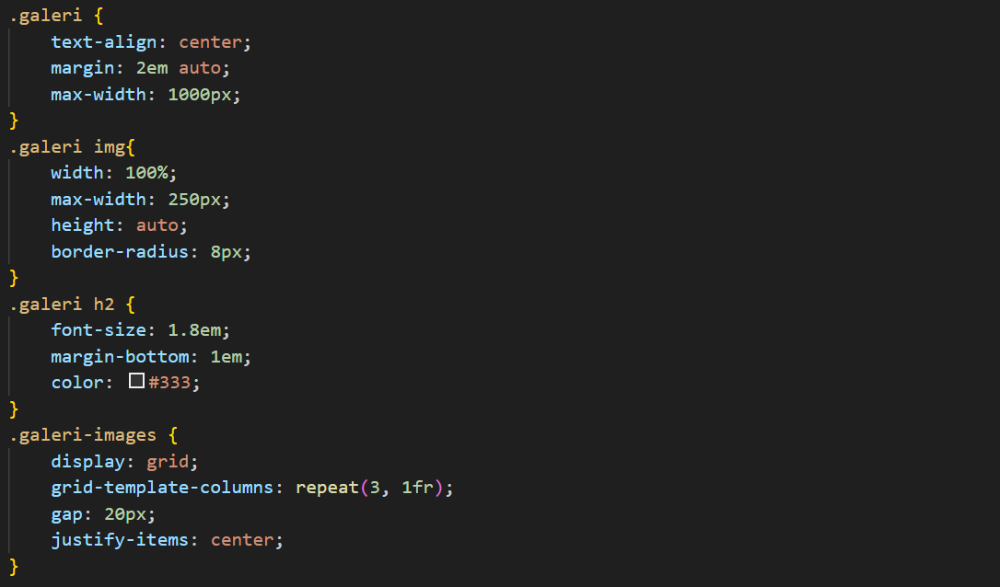 .galeri {
    text-align: center;
    margin: 2em auto;
    max-width: 1000px;
}
.galeri img{
    width: 100%;
    max-width: 250px;
    height: auto;
    border-radius: 8px;
}
.galeri h2 {
    font-size: 1.8em;
    margin-bottom: 1em;
    color: #333;
}
.galeri-images {
    display: grid;
    grid-template-columns: repeat(3, 1fr);
    gap: 20px;
    justify-items: center;
}